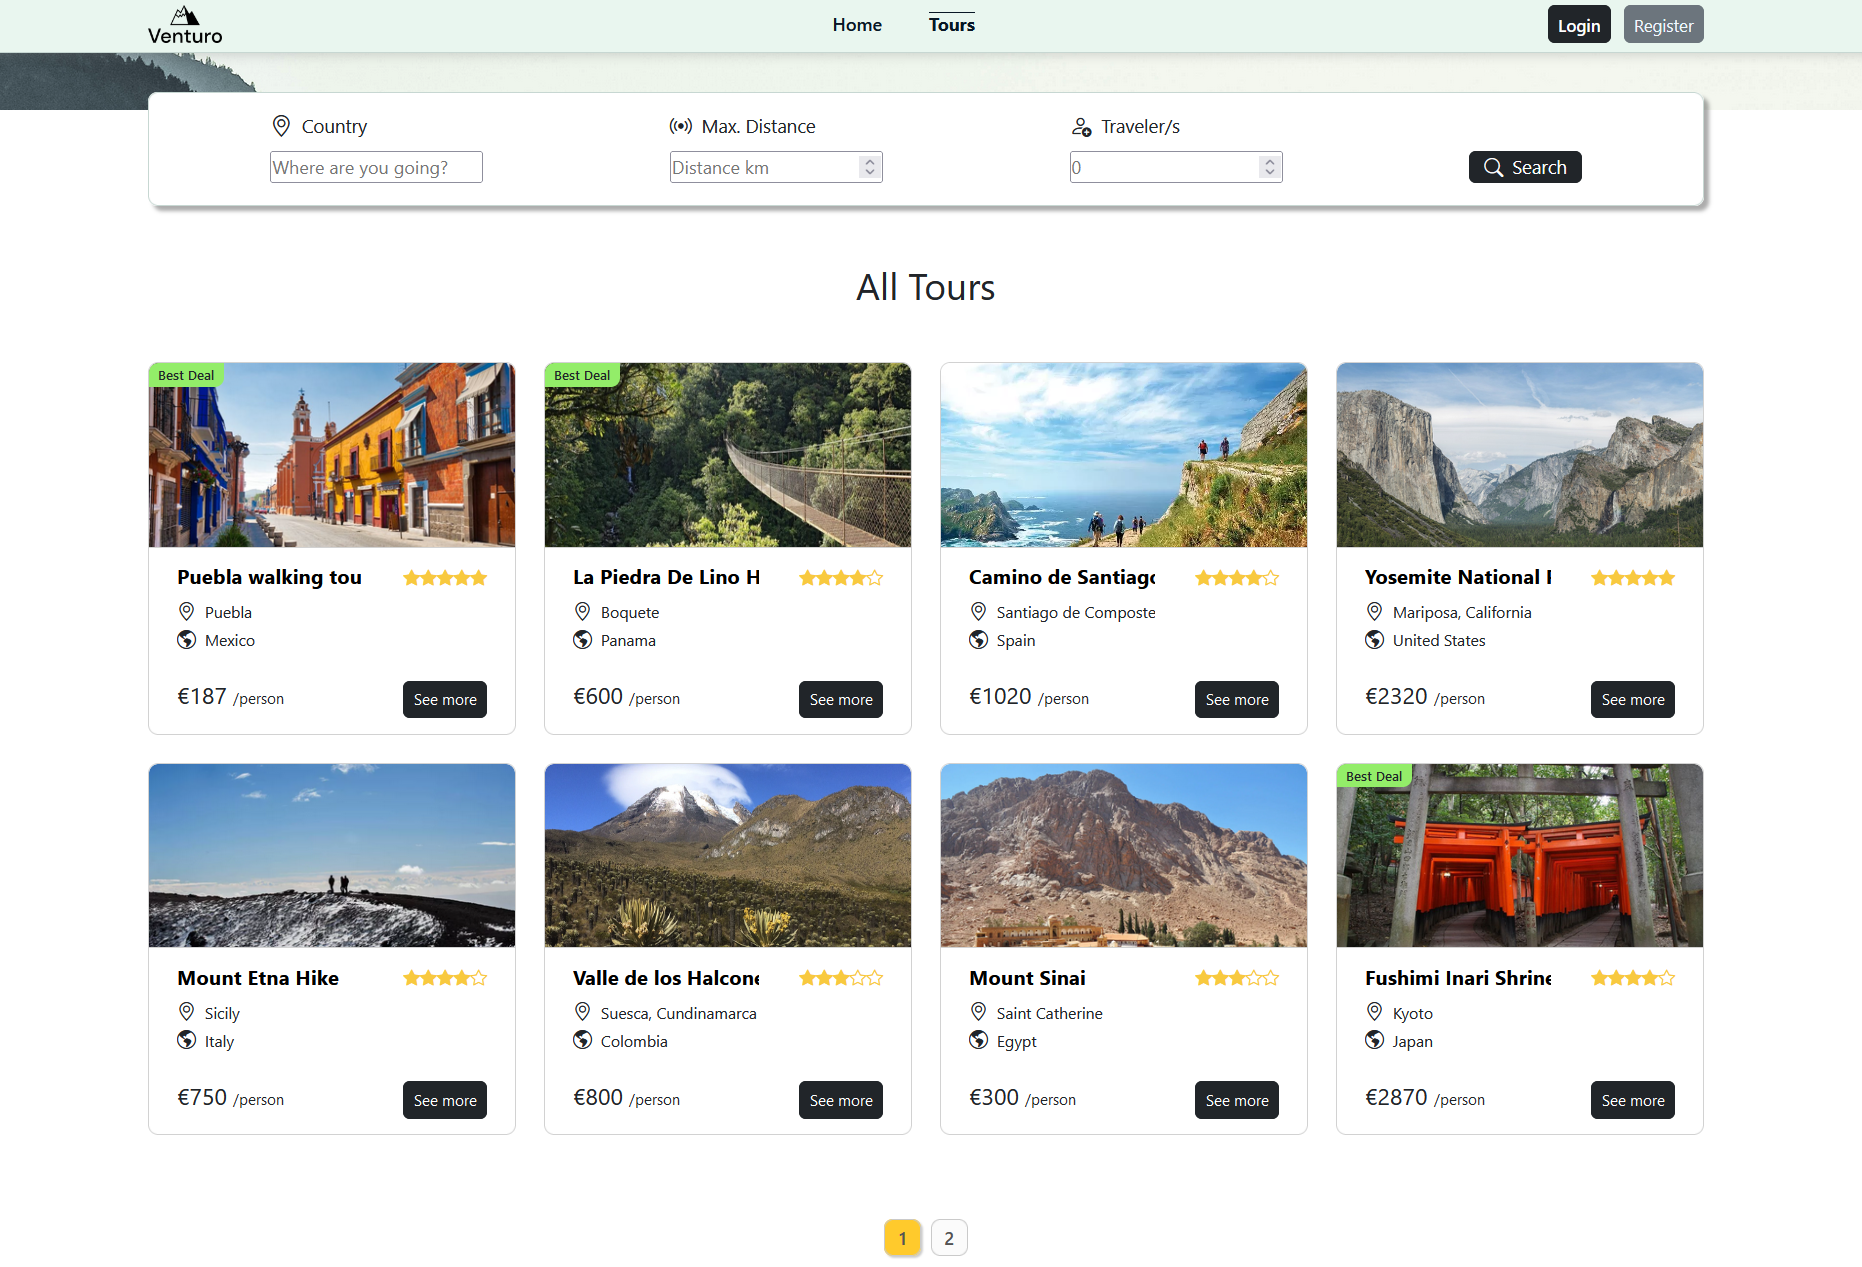 Venturo
Home
Tours
Login
Register
Country
Max. Distance
Traveler/s
Where are you going?
Distance km
0
Search
All Tours
Best Deal
Best Deal
Puebla walking tou
Puebla
Mexico
€187 /person
See more
La Piedra De Lino H
Boquete
Panama
€600 /person
See more
Camino de Santiago
Santiago de Composte
Spain
€1020 /person
See more
Yosemite National
Mariposa, California
United States
€2320 /person
See more
Best Deal
Mount Etna Hike
Sicily
Italy
€750 /person
See more
Valle de los Halcone
Suesca, Cundinamarca
Colombia
€800 /person
See more
Mount Sinai
Saint Catherine
Egypt
€300 /person
See more
Fushimi Inari Shrine
Kyoto
Japan
€2870 /person
See more
1
2